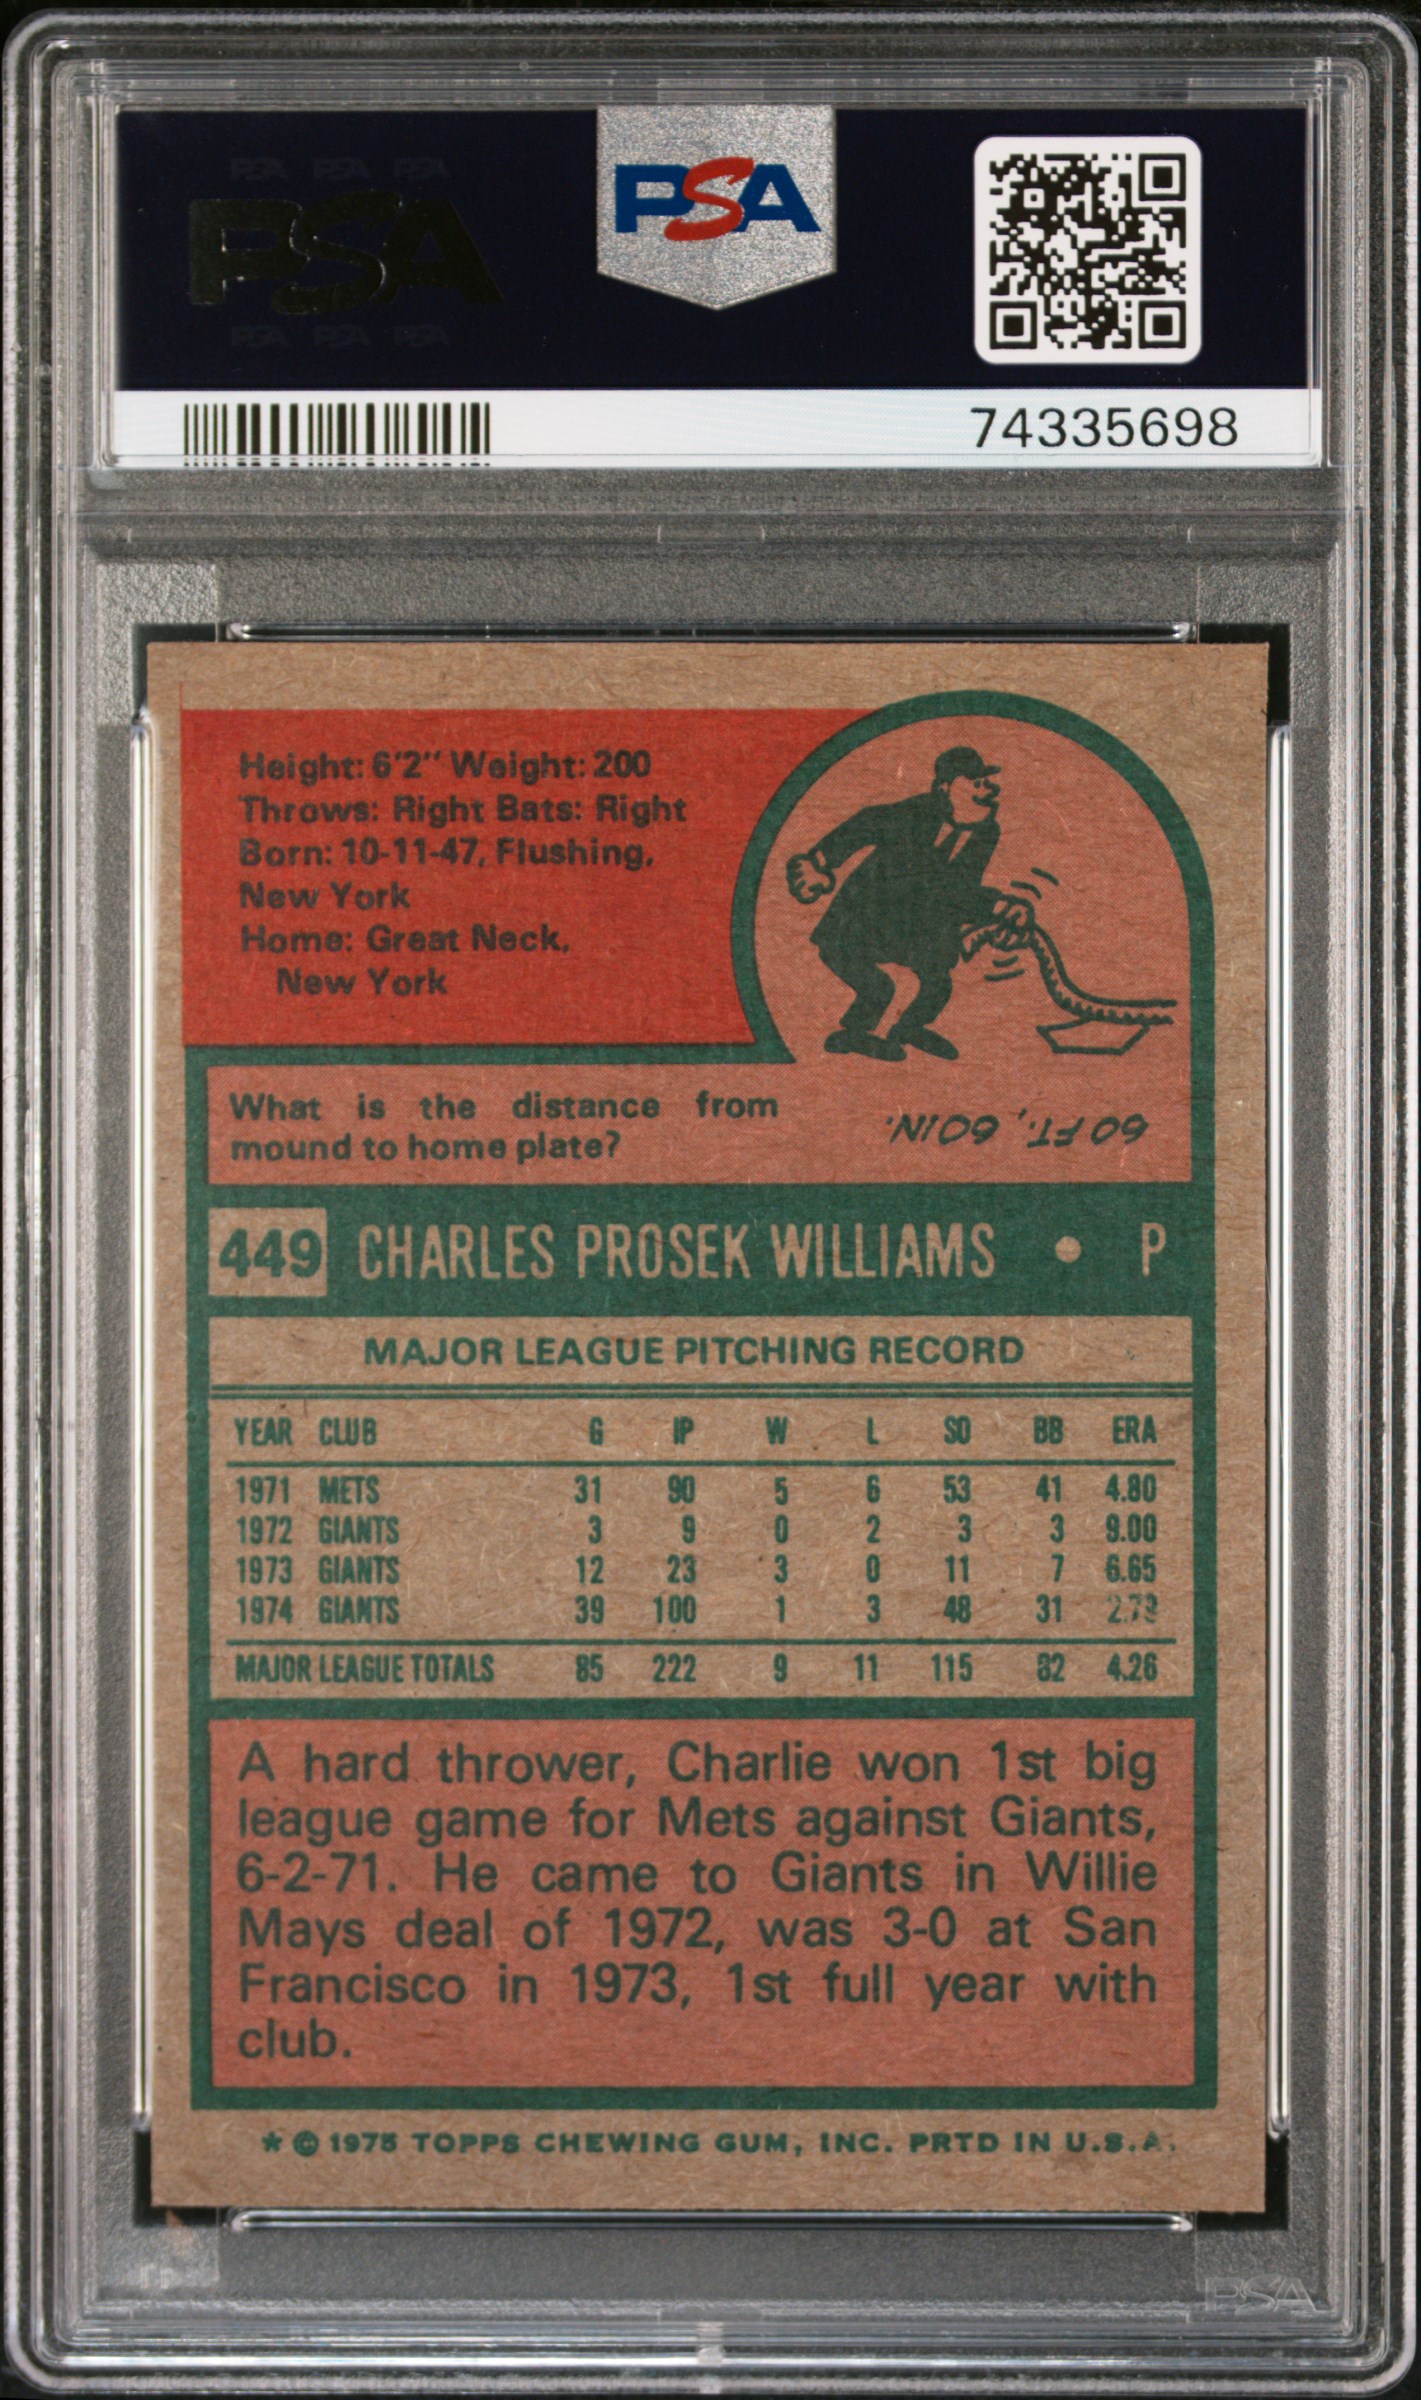 PSA PSA PSA
PSA
PSA PSA PSA
PSA
74335698
Height: 6'2" Weight: 200
Throws: Right Bats: Right
Born: 10-11-47, Flushing,
New York
Home: Great Neck,
New York
What is the distance from
mound to home plate?
60 FT., 60IN.
449 CHARLES PROSEK WILLIAMS • P
MAJOR LEAGUE PITCHING RECORD
YEAR CLUB G IP W L SO BB ERA
1971 METS 31 90 5 6 53 41 4.80
1972 GIANTS 3 9 0 2 3 3 9.00
1973 GIANTS 12 23 3 0 11 7 6.65
1974 GIANTS 39 100 1 3 48 31 2.79
MAJOR LEAGUE TOTALS 85 222 9 11 115 82 4.26
A hard thrower, Charlie won 1st big
league game for Mets against Giants,
6-2-71. He came to Giants in Willie
Mays deal of 1972, was 3-0 at San
Francisco in 1973, 1st full year with
club.
* © 1975 TOPPS CHEWING GUM, INC. PRTD IN U.S.A.
PSA